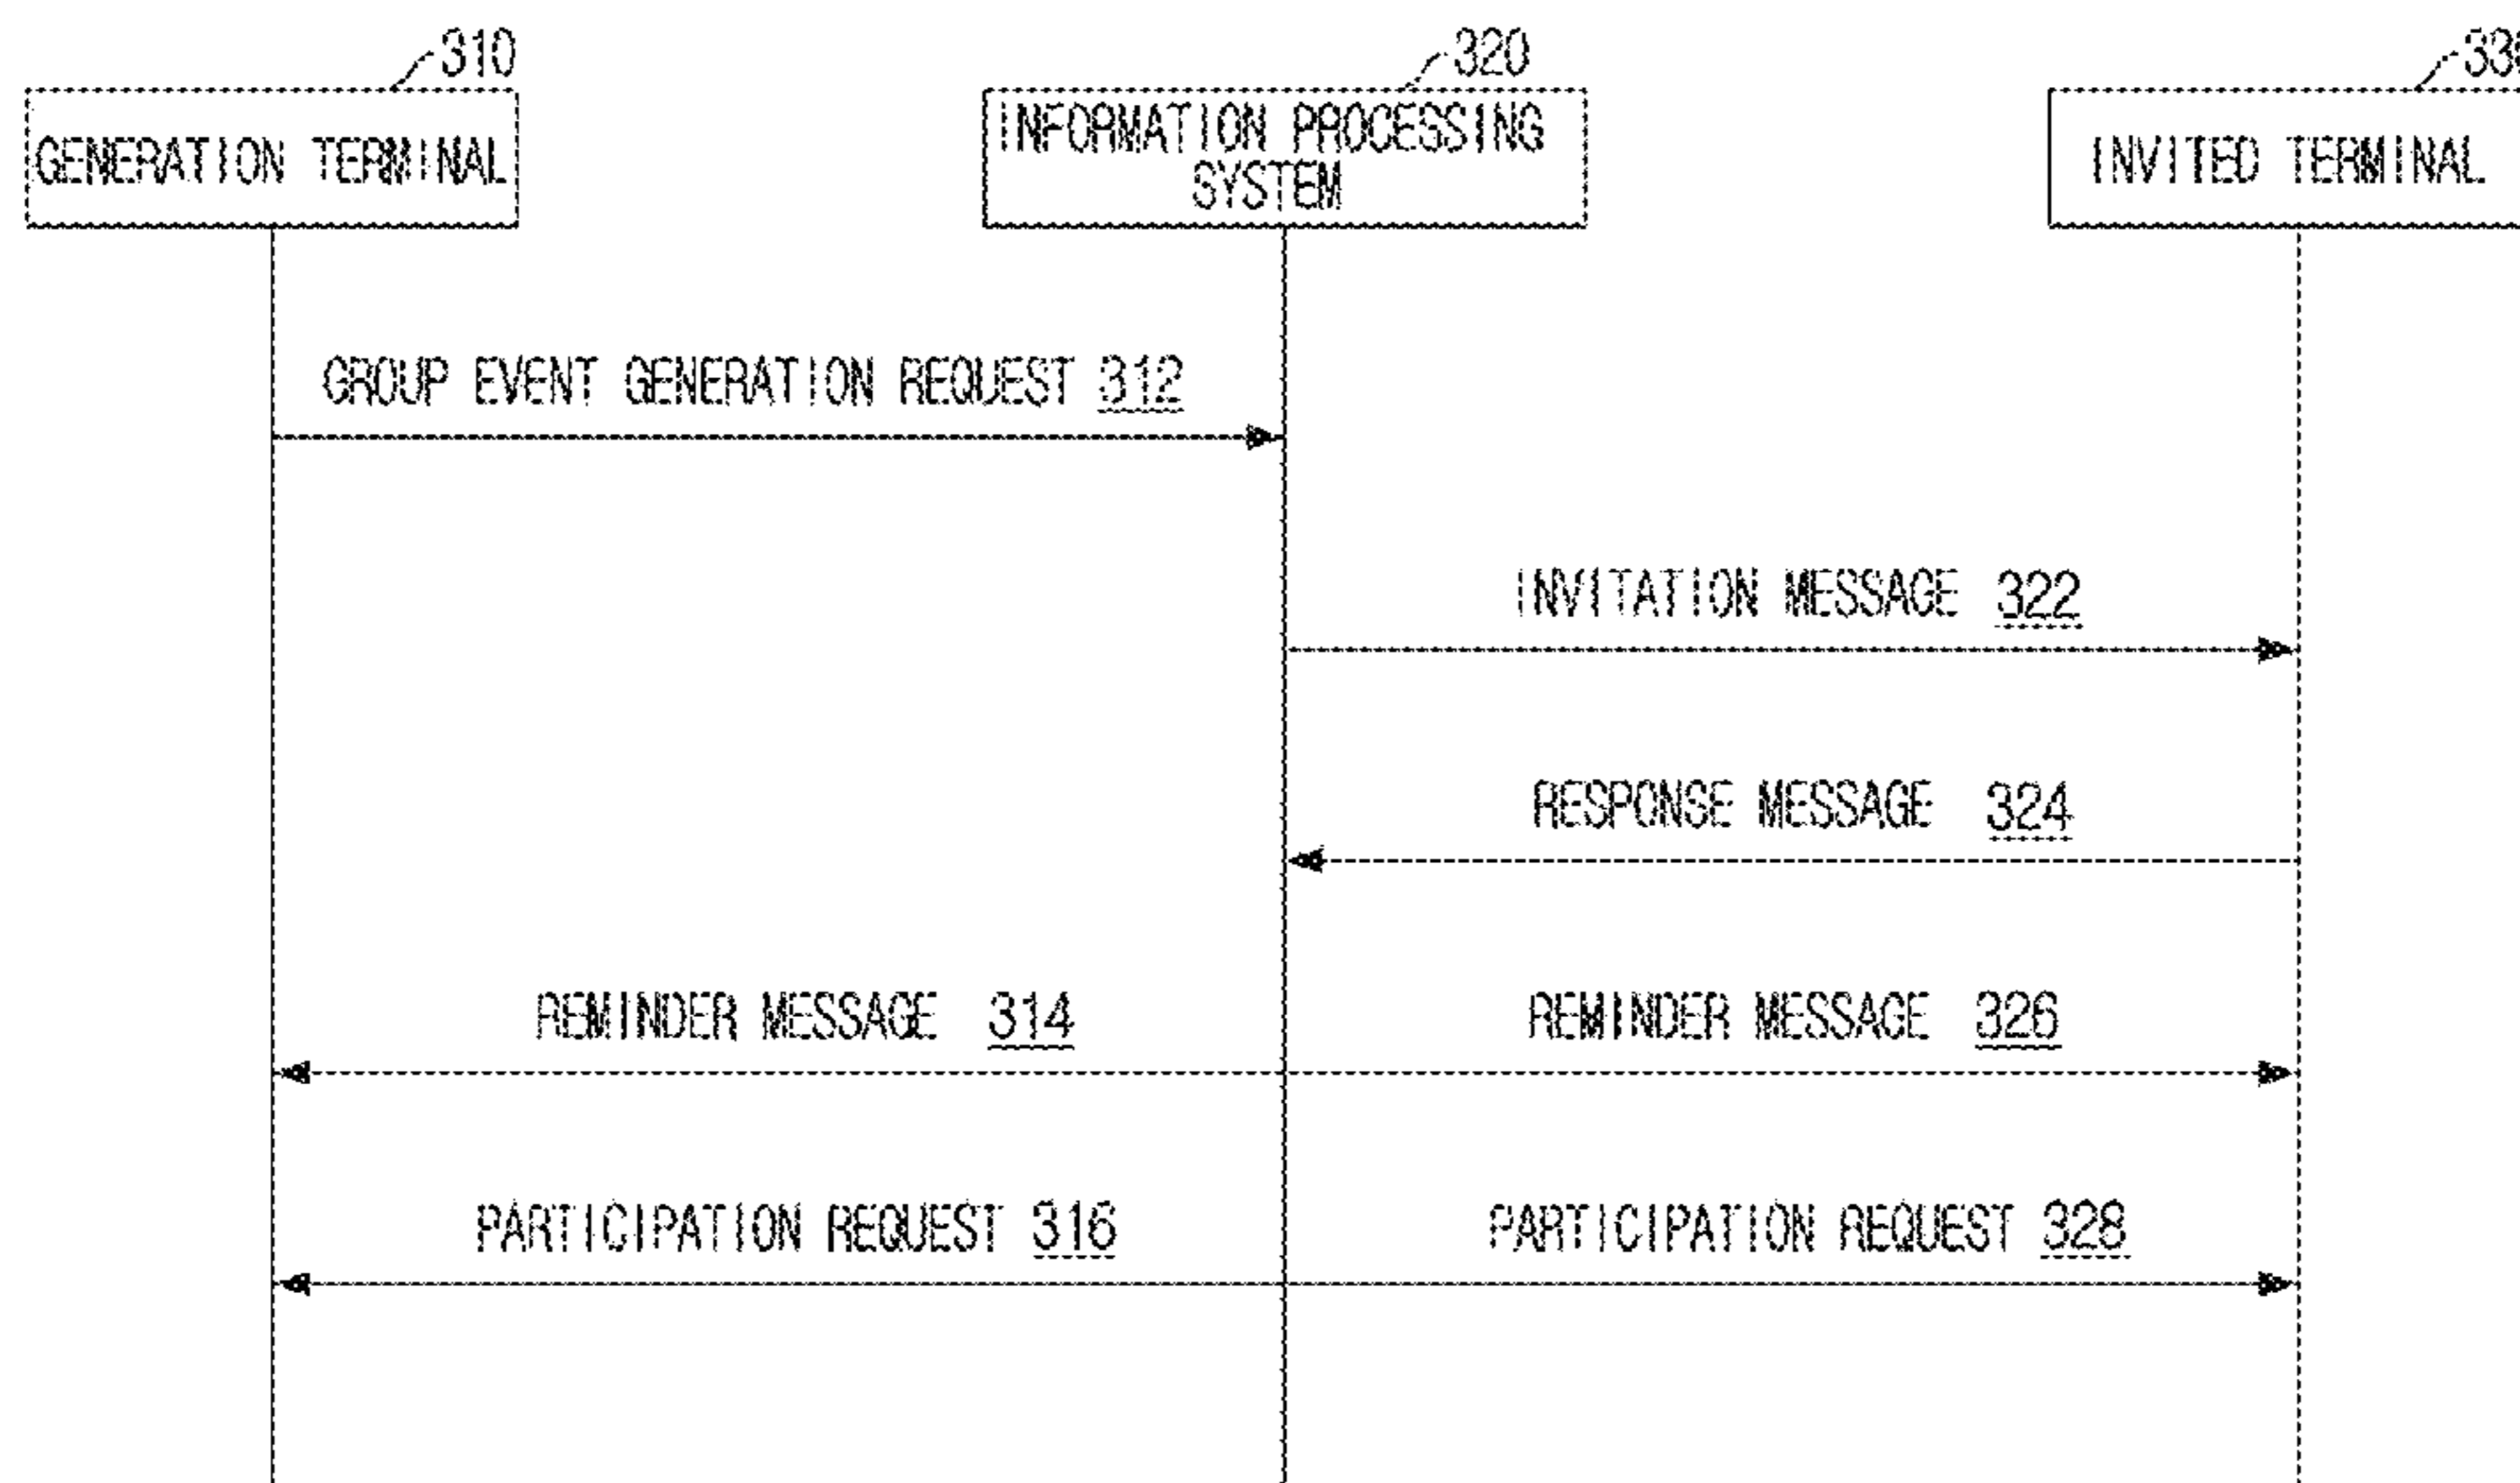 310
320
GENERATION TERMINAL
INFORMATION PROCESSING
SYSTEM
INVITED TERMINAL
GROUP EVENT GENERATION REQUEST 312
INVITATION MESSAGE 322
RESPONSE MESSAGE 324
REMINDER MESSAGE 314
REMINDER MESSAGE 326
PARTICIPATION REQUEST 316
PARTICIPATION REQUEST 328